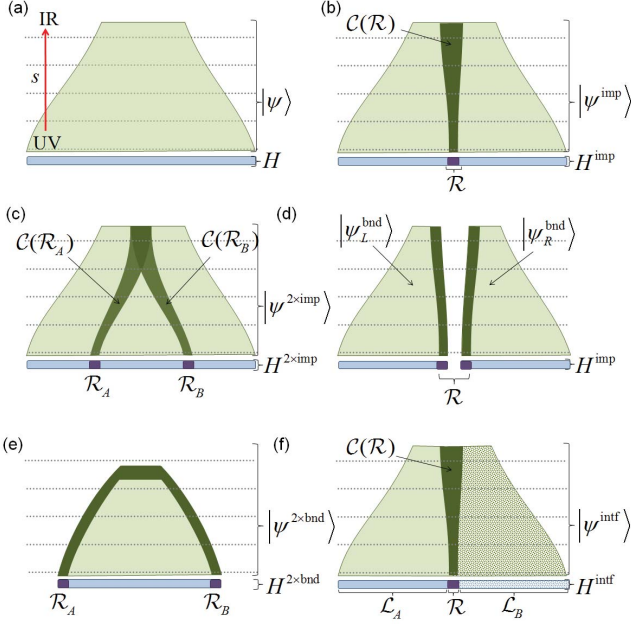 (a)
IR
s
UV
|ψ⟩
H
(b)
C(R)
|ψ^imp⟩
H^imp
R
(c)
C(R_A)
C(R_B)
|ψ^2×imp⟩
H^2×imp
R_A
R_B
(d)
|ψ_L^bnd⟩
|ψ_R^bnd⟩
H^imp
R
(e)
|ψ^2×bnd⟩
H^2×bnd
R_A
R_B
(f)
C(R)
|ψ^intf⟩
H^intf
L_A
R
L_B